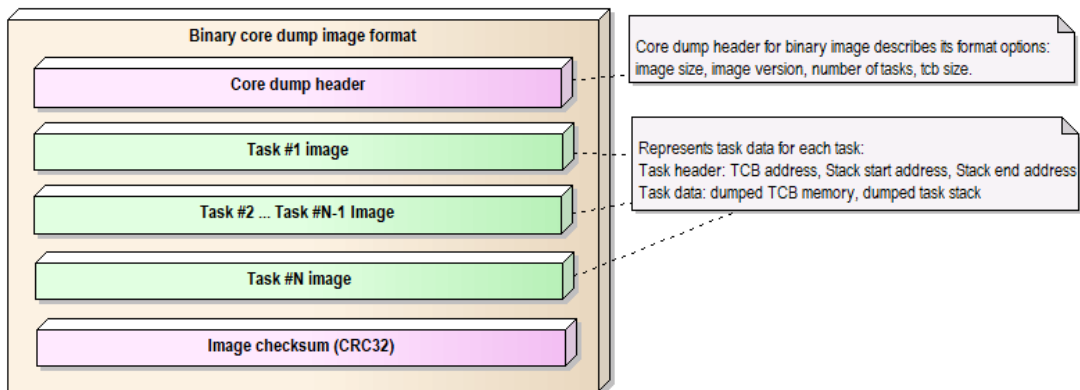 Binary core dump image format
Core dump header
Task #1 image
Task #2 ... Task #N-1 Image
Task #N image
Image checksum (CRC32)
Core dump header for binary image describes its format options:
image size, image version, number of tasks, tcb size.
Represents task data for each task:
Task header: TCB address, Stack start address, Stack end address
Task data: dumped TCB memory, dumped task stack